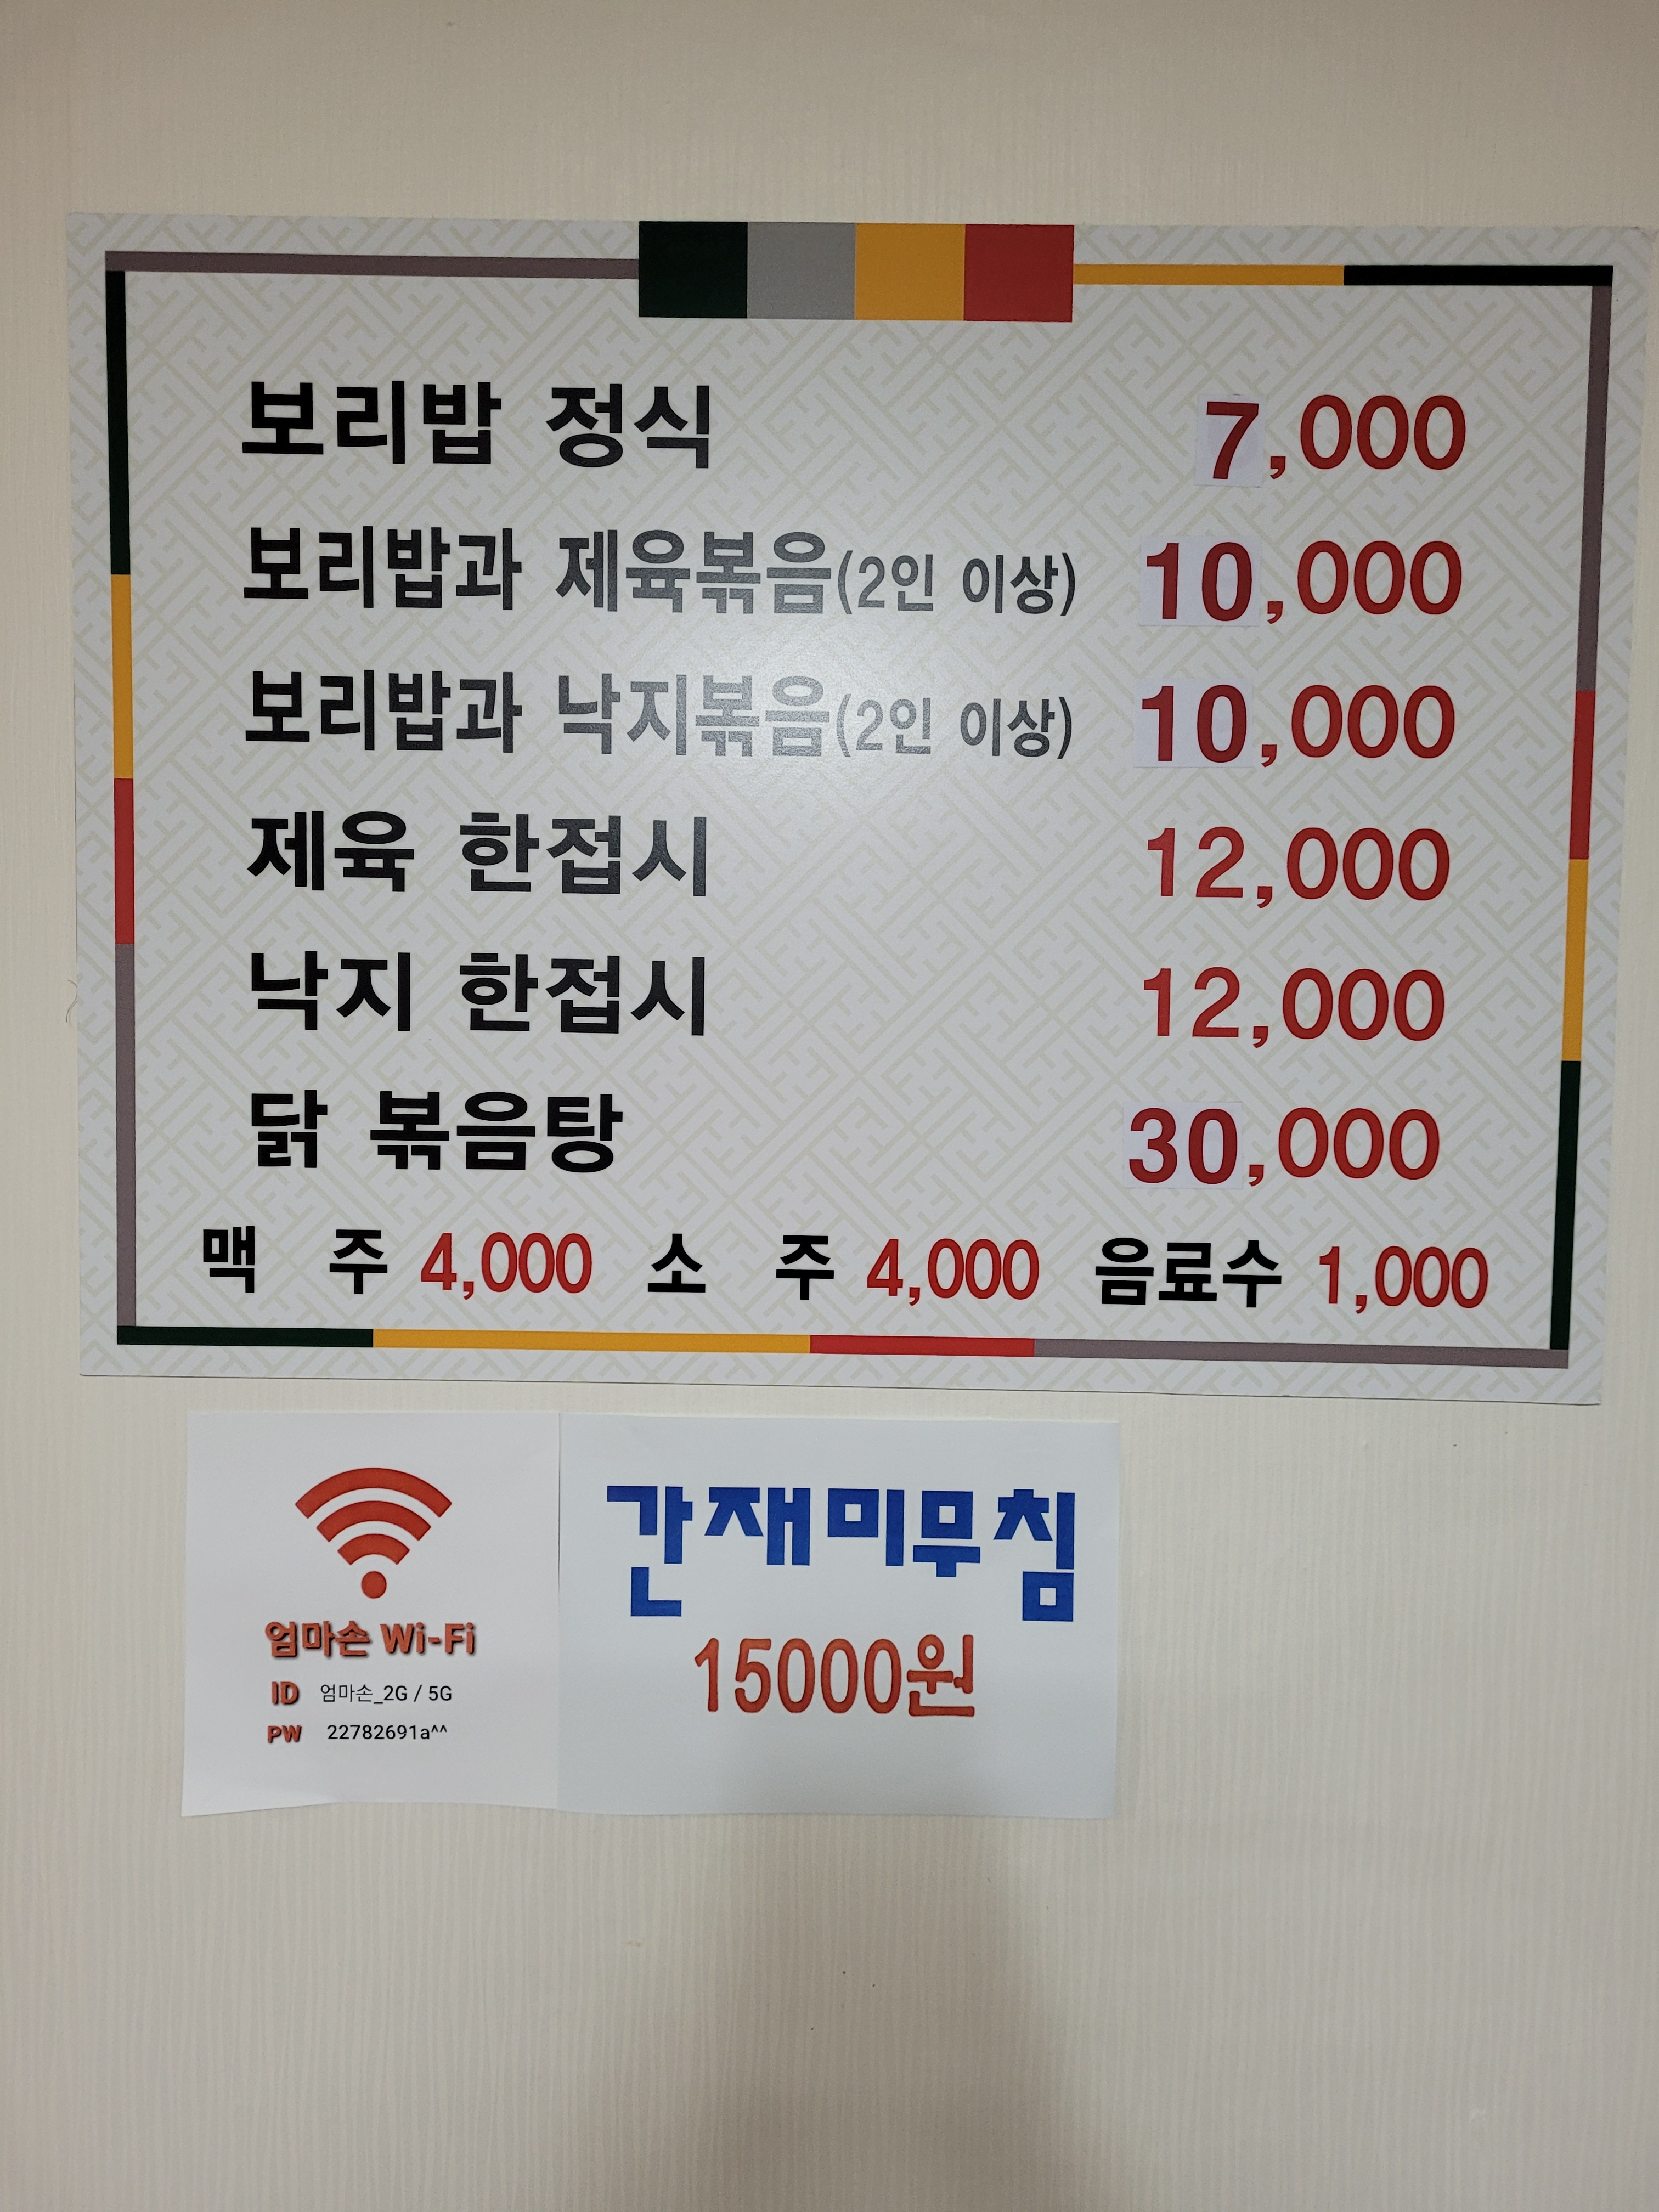 보리밥 정식 7,000
보리밥과 제육볶음(2인 이상) 10,000
보리밥과 낙지볶음(2인 이상) 10,000
제육 한접시 12,000
낙지 한접시 12,000
닭 볶음탕 30,000
맥 주 4,000 소 주 4,000 음료수 1,000
엄마손 Wi-Fi
ID 엄마손_2G / 5G
PW 22782691a^^
간재미무침
15000원